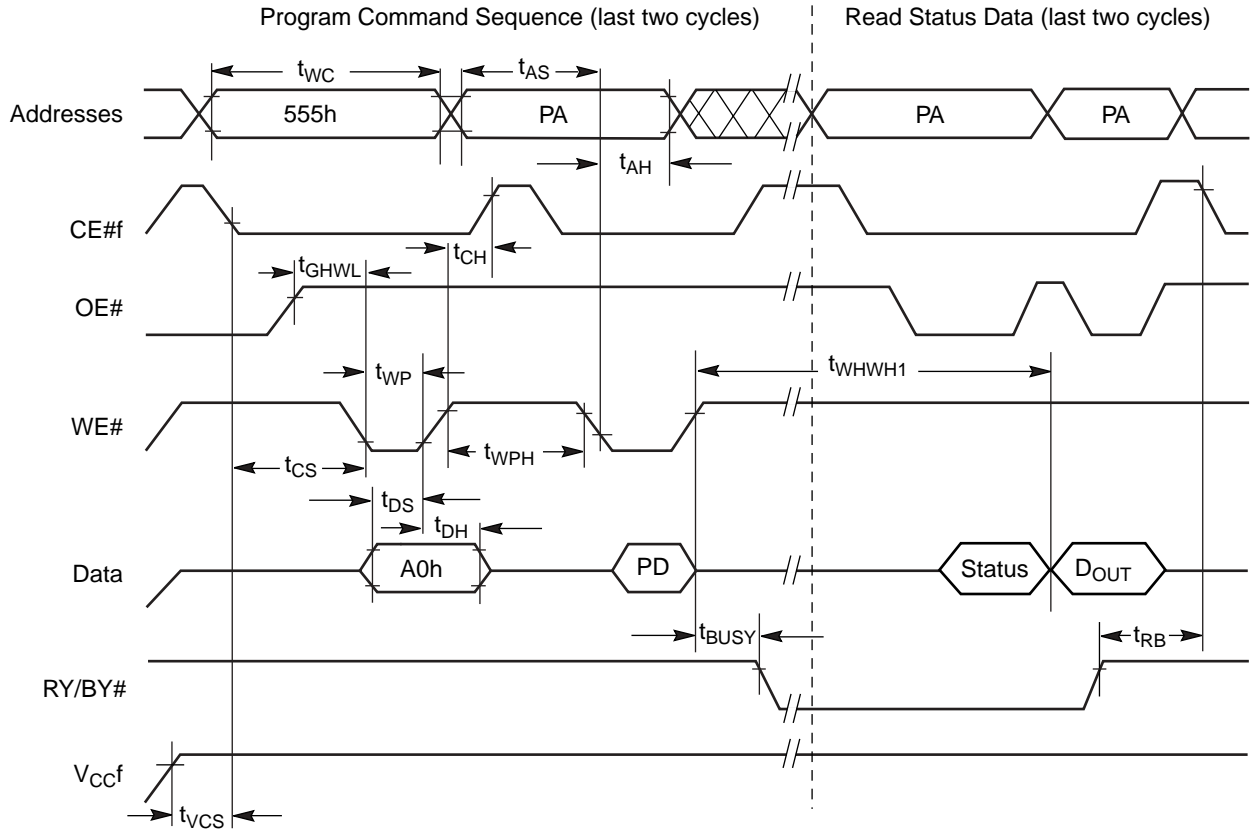 Program Command Sequence (last two cycles)
Read Status Data (last two cycles)
tWC
tAS
Addresses
555h
PA
PA
PA
tAH
CE#f
tCH
tGHWL
OE#
tWP
tWHWH1
WE#
tCS
tWPH
tDS
tDH
Data
A0h
PD
Status
DOUT
tBUSY
tRB
RY/BY#
VCCf
tVCS